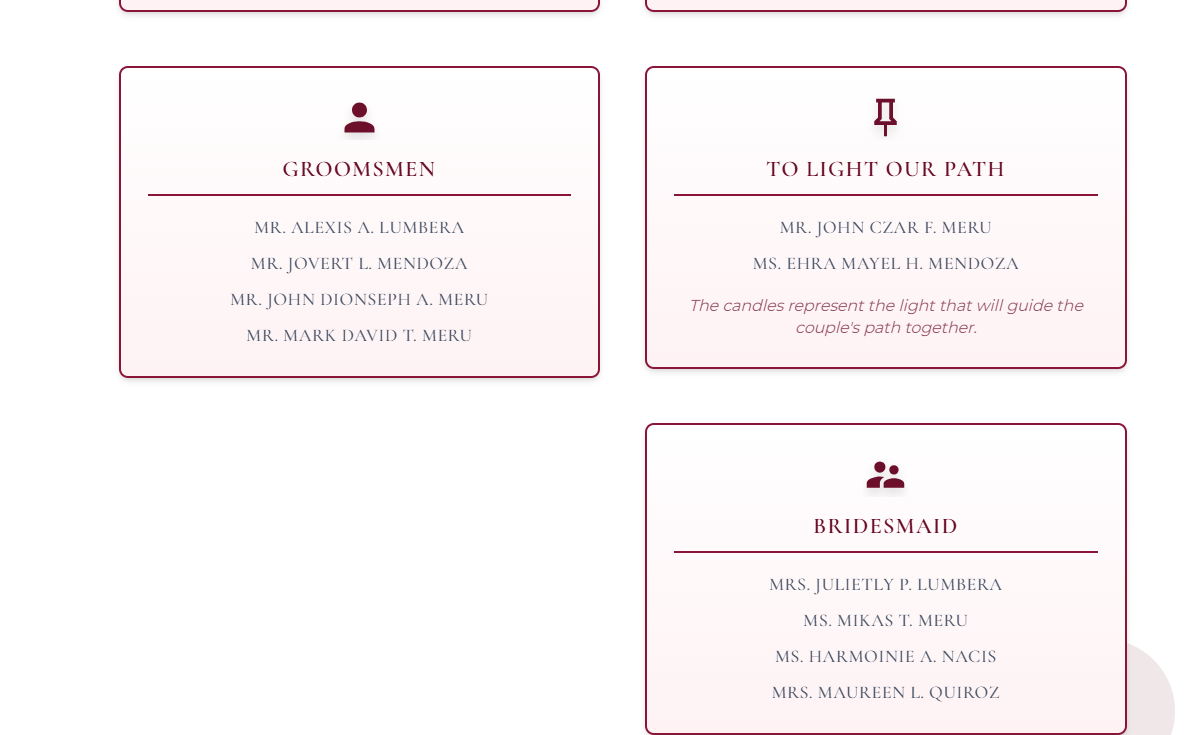 GROOMSMEN
MR. ALEXIS A. LUMBERA
MR. JOVERT L. MENDOZA
MR. JOHN DIONSEPH A. MERU
MR. MARK DAVID T. MERU
TO LIGHT OUR PATH
MR. JOHN CZAR F. MERU
MS. EHRA MAYEL H. MENDOZA
The candles represent the light that will guide the
couple's path together.
BRIDESMAID
MRS. JULIETLY P. LUMBERA
MS. MIKAS T. MERU
MS. HARMOINIE A. NACIS
MRS. MAUREEN L. QUIROZ